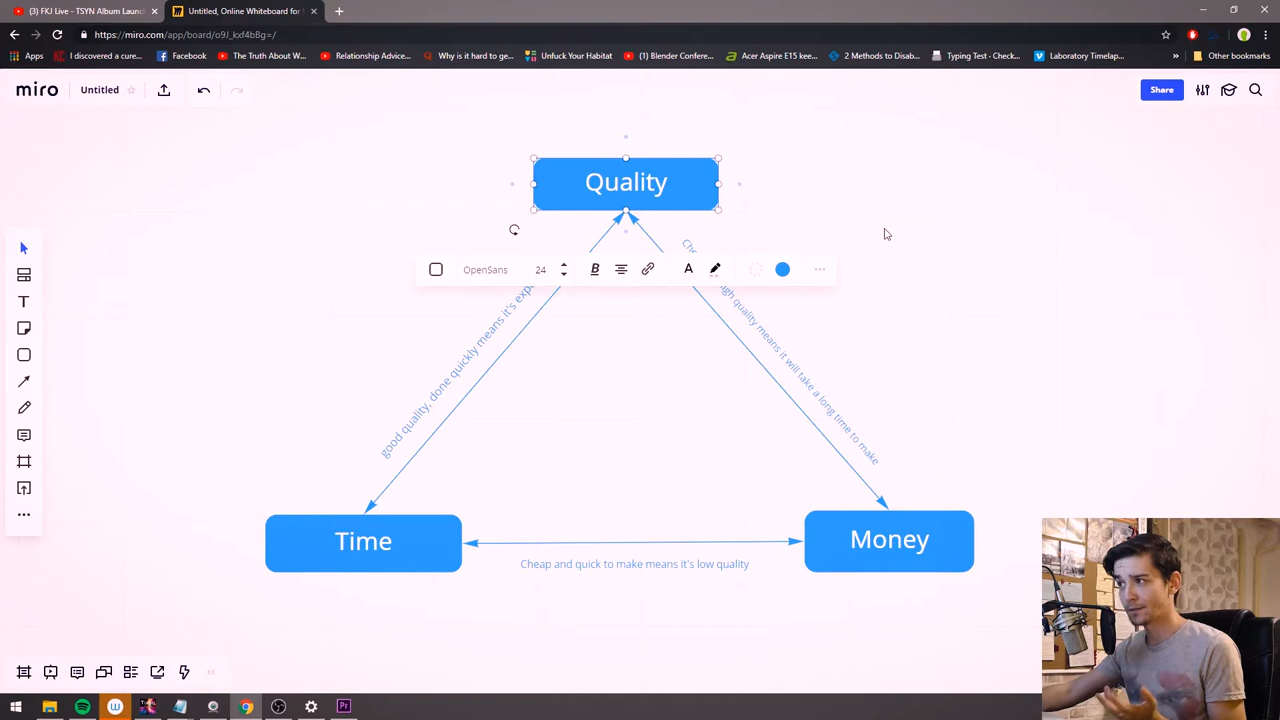 (3) FKJ Live - TSYN Album Launc
Untitled, Online Whiteboard for
https://miro.com/app/board/o9J_kxf4bBg=/
Apps
I discovered a cure...
Facebook
The Truth About W...
Relationship Advice...
Why is it hard to ge...
Unfuck Your Habitat
(1) Blender Confere...
Acer Aspire E15 keyc...
2 Methods to Disab...
Typing Test - Check...
Laboratory Timelap...
»
Other bookmarks
miro
Untitled
Share
Quality
OpenSans
24
B
A
good quality, done quickly means it's
high quality means it will take a long time to make
Time
Money
Cheap and quick to make means it's low quality